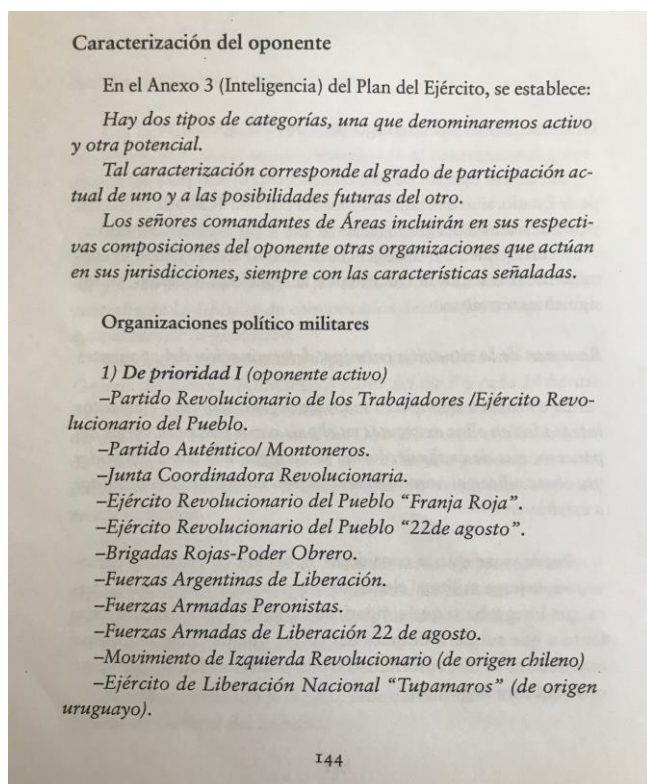 Caracterización del oponente
En el Anexo 3 (Inteligencia) del Plan del Ejército, se establece:
Hay dos tipos de categorías, una que denominaremos activo
y otra potencial.
Tal caracterización corresponde al grado de participación ac-
tual de uno y a las posibilidades futuras del otro.
Los señores comandantes de Áreas incluirán en sus respecti-
vas composiciones del oponente otras organizaciones que actúan
en sus jurisdicciones, siempre con las características señaladas.
Organizaciones político militares
1) De prioridad I (oponente activo)
–Partido Revolucionario de los Trabajadores /Ejército Revo-
lucionario del Pueblo.
–Partido Auténtico/ Montoneros.
–Junta Coordinadora Revolucionaria.
–Ejército Revolucionario del Pueblo “Franja Roja”.
–Ejército Revolucionario del Pueblo “22de agosto”.
–Brigadas Rojas-Poder Obrero.
–Fuerzas Argentinas de Liberación.
–Fuerzas Armadas Peronistas.
–Fuerzas Armadas de Liberación 22 de agosto.
–Movimiento de Izquierda Revolucionario (de origen chileno)
–Ejército de Liberación Nacional “Tupamaros” (de origen
uruguayo).
144